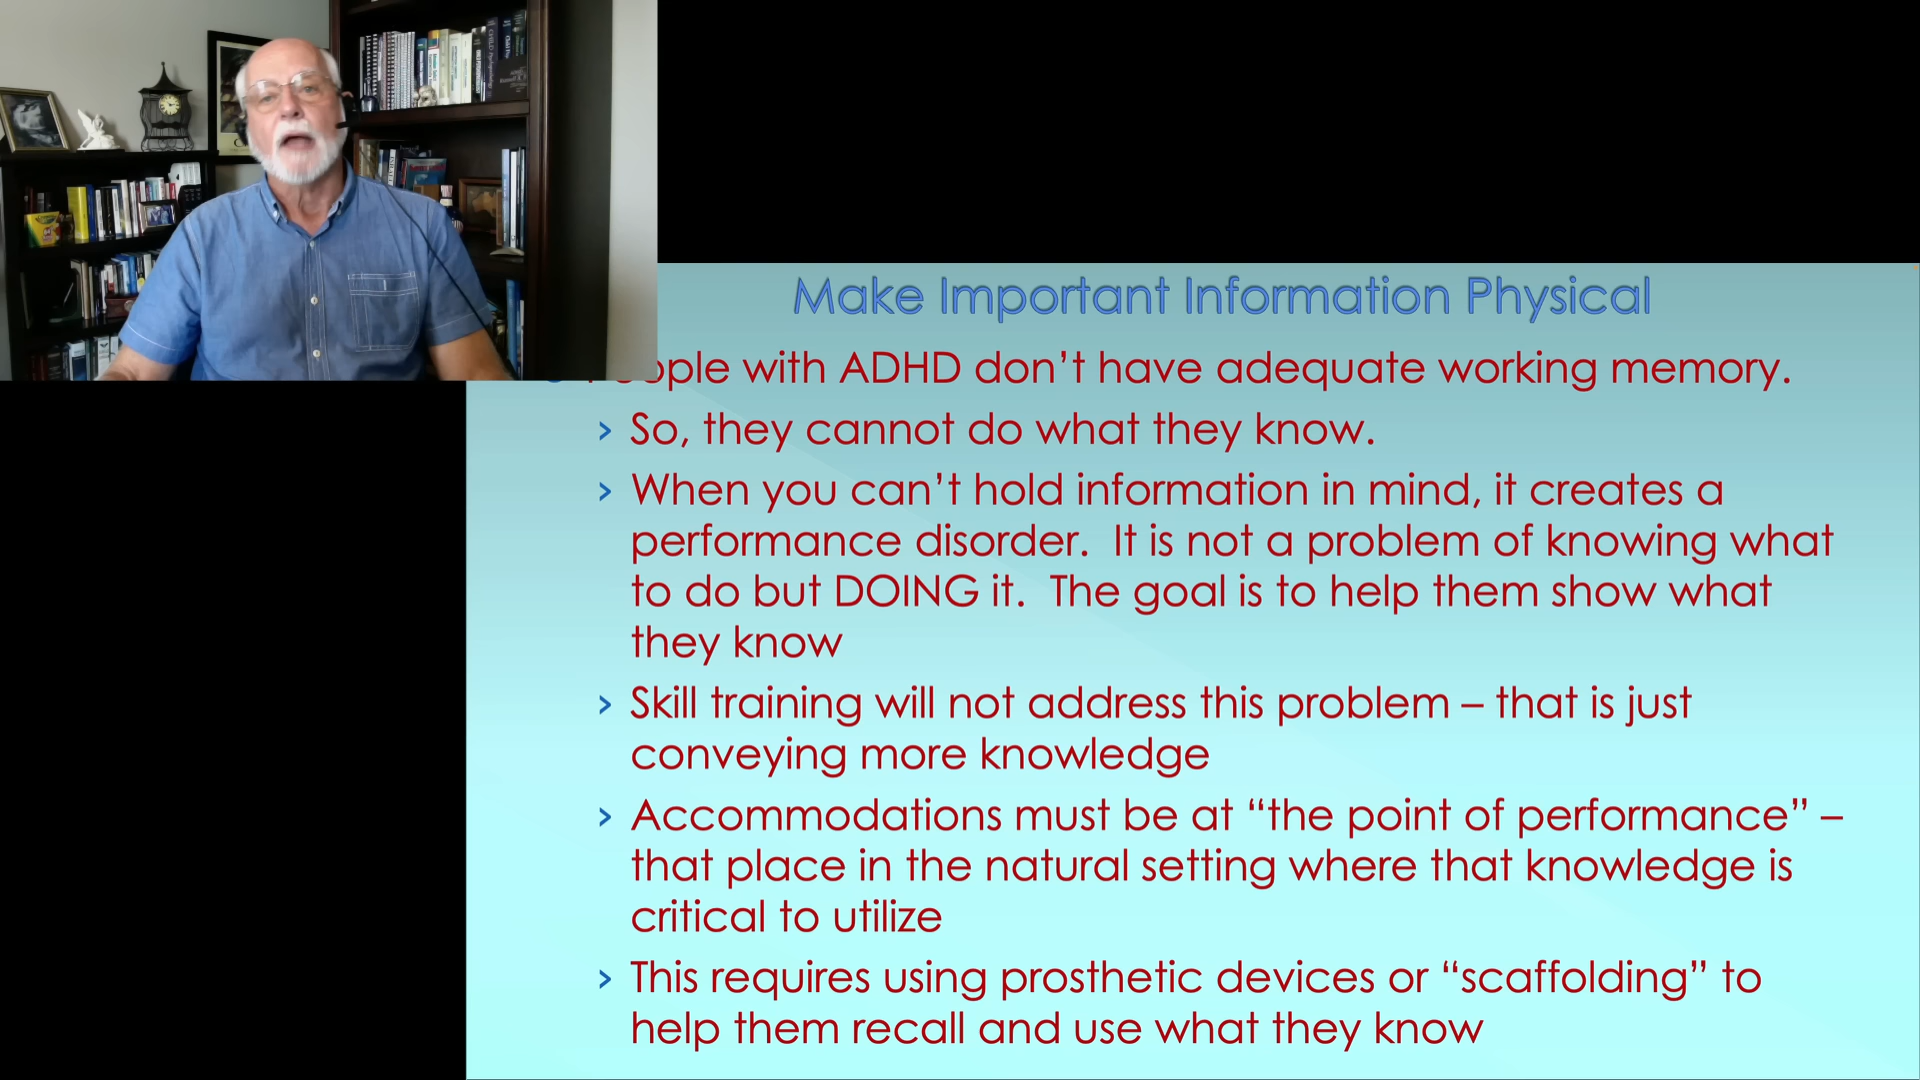 Make Important Information Physical
People with ADHD don’t have adequate working memory.
› So, they cannot do what they know.
› When you can’t hold information in mind, it creates a
performance disorder.  It is not a problem of knowing what
to do but DOING it.  The goal is to help them show what
they know
› Skill training will not address this problem – that is just
conveying more knowledge
› Accommodations must be at “the point of performance” –
that place in the natural setting where that knowledge is
critical to utilize
› This requires using prosthetic devices or “scaffolding” to
help them recall and use what they know